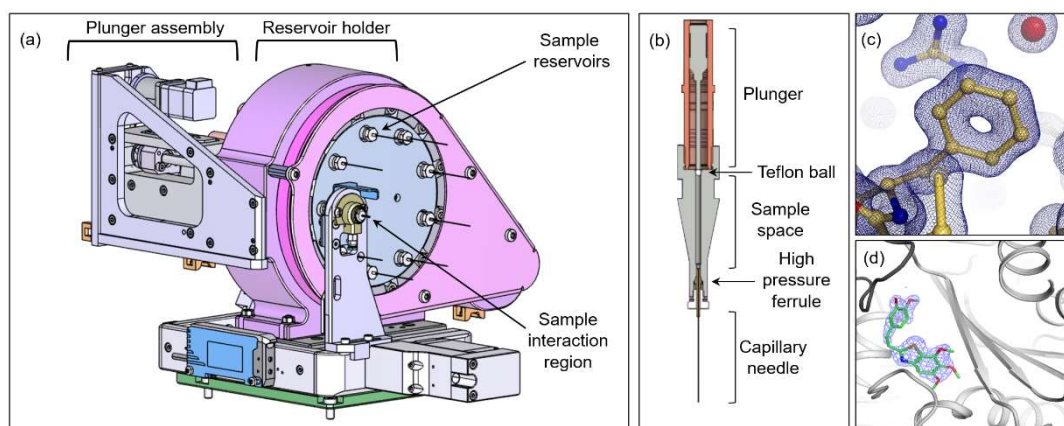 (a)
Plunger assembly
Reservoir holder
Sample
reservoirs
Sample
interaction
region
(b)
Plunger
Teflon ball
Sample
space
High
pressure
ferrule
Capillary
needle
(c)
(d)